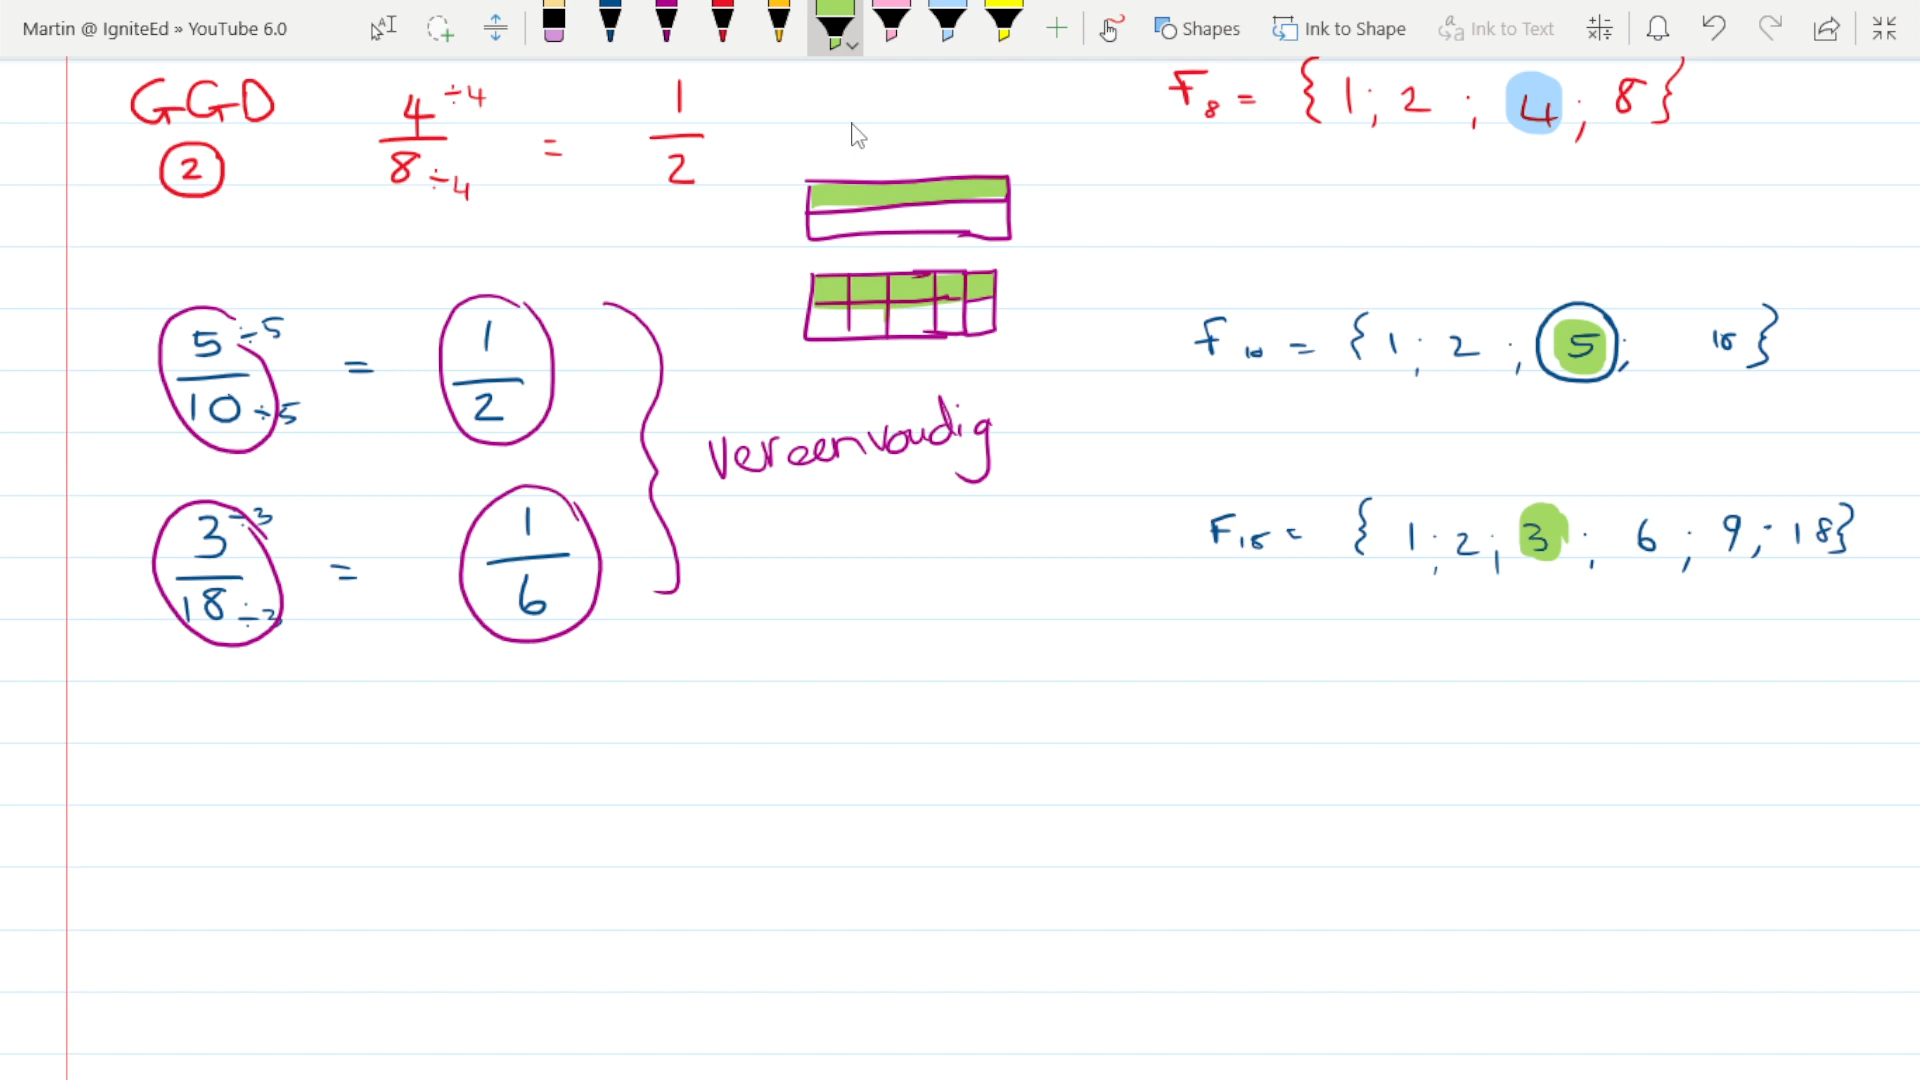 Martin @ IgniteEd » YouTube 6.0
Shapes
Ink to Shape
Ink to Text
GGD
2
4 ÷4
8 ÷4
=
1
2
F8 = {1; 2 ; 4 ; 8}
5 ÷5
10 ÷5
=
1
2
F10 = {1; 2 ; 5 ; 10}
vereenvoudig
3 ÷3
18 ÷3
=
1
6
F18 = { 1; 2; 3 ; 6 ; 9; 18}